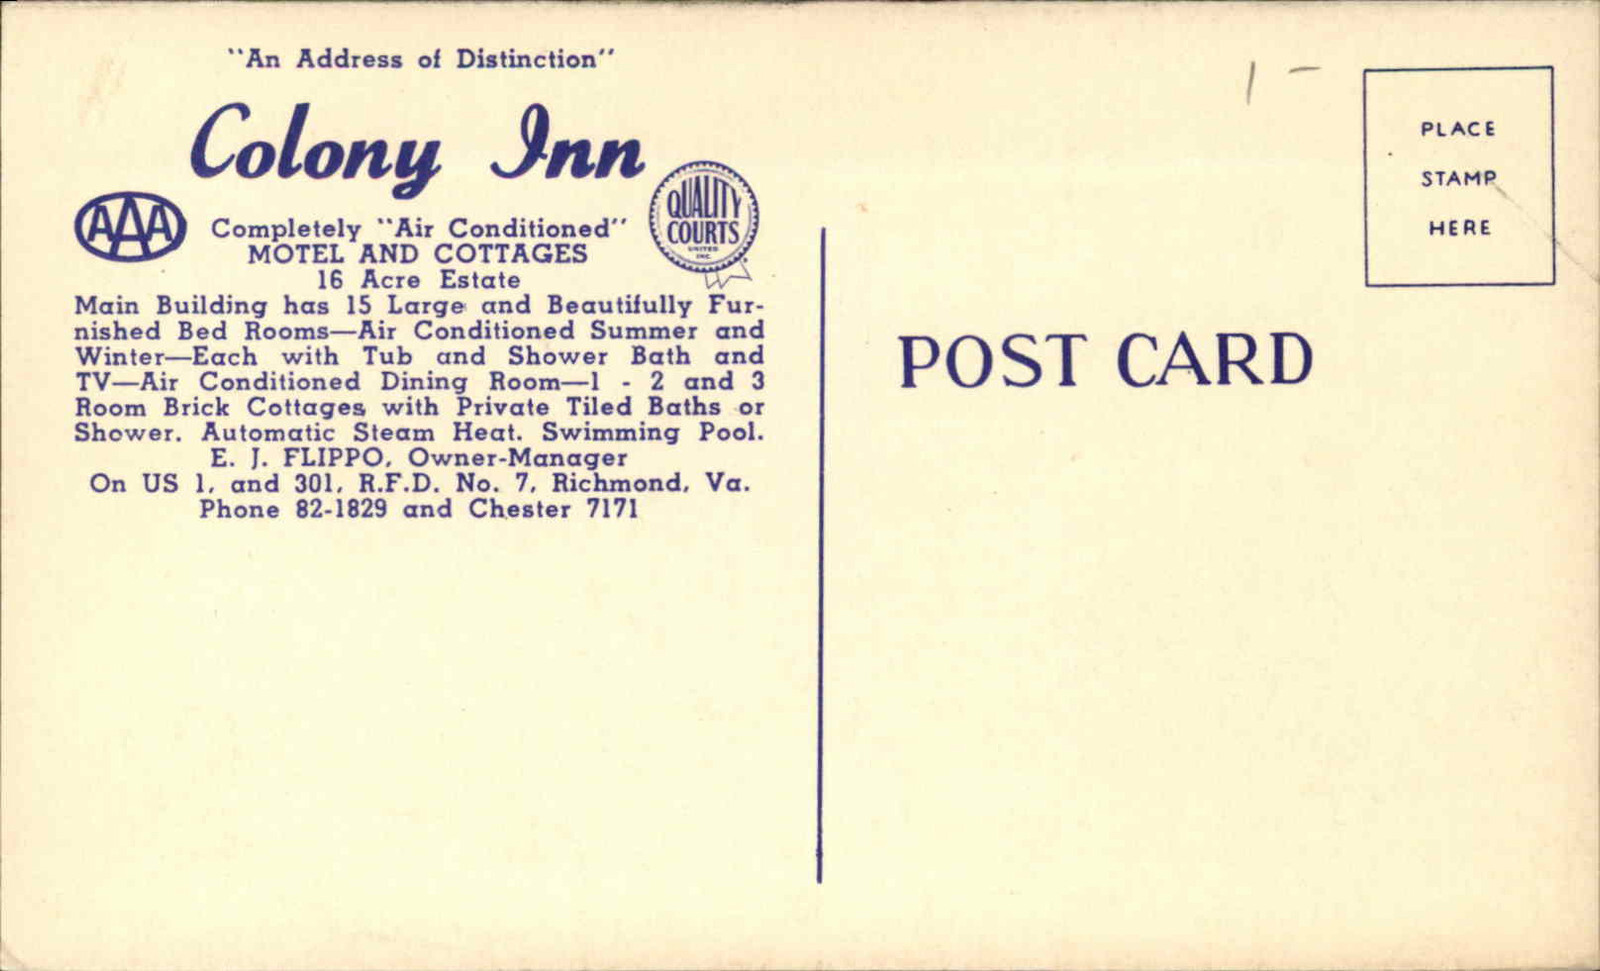 "An Address of Distinction"
Colony Inn
AAA
QUALITY
COURTS
UNITED
INC.
Completely "Air Conditioned"
MOTEL AND COTTAGES
16 Acre Estate
Main Building has 15 Large and Beautifully Fur-
nished Bed Rooms—Air Conditioned Summer and
Winter—Each with Tub and Shower Bath and
TV—Air Conditioned Dining Room—1 - 2 and 3
Room Brick Cottages with Private Tiled Baths or
Shower. Automatic Steam Heat. Swimming Pool.
E. J. FLIPPO, Owner-Manager
On US 1, and 301, R.F.D. No. 7, Richmond, Va.
Phone 82-1829 and Chester 7171
1 -
PLACE
STAMP
HERE
POST CARD